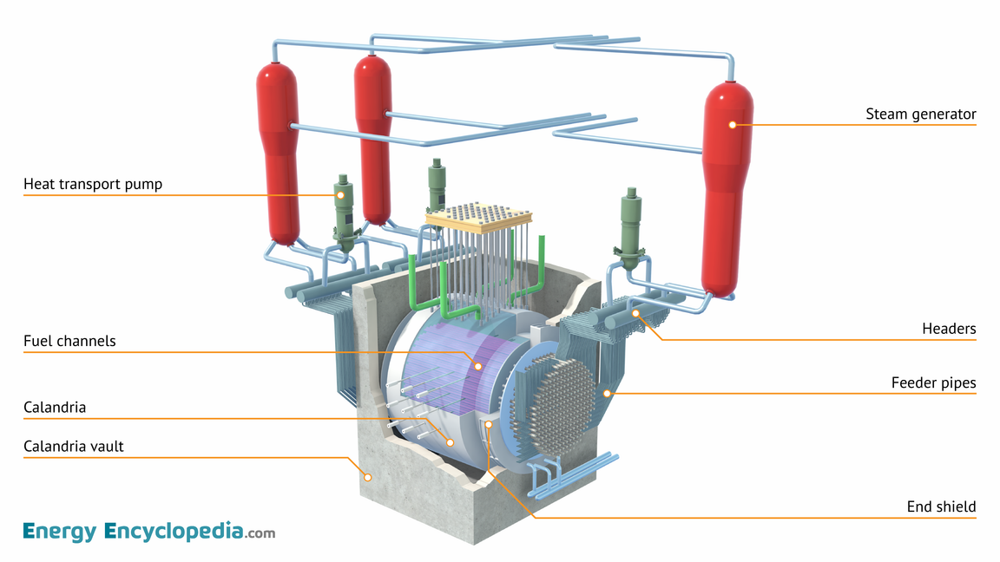 Steam generator
Heat transport pump
Headers
Fuel channels
Feeder pipes
Calandria
Calandria vault
End shield
Energy Encyclopedia.com